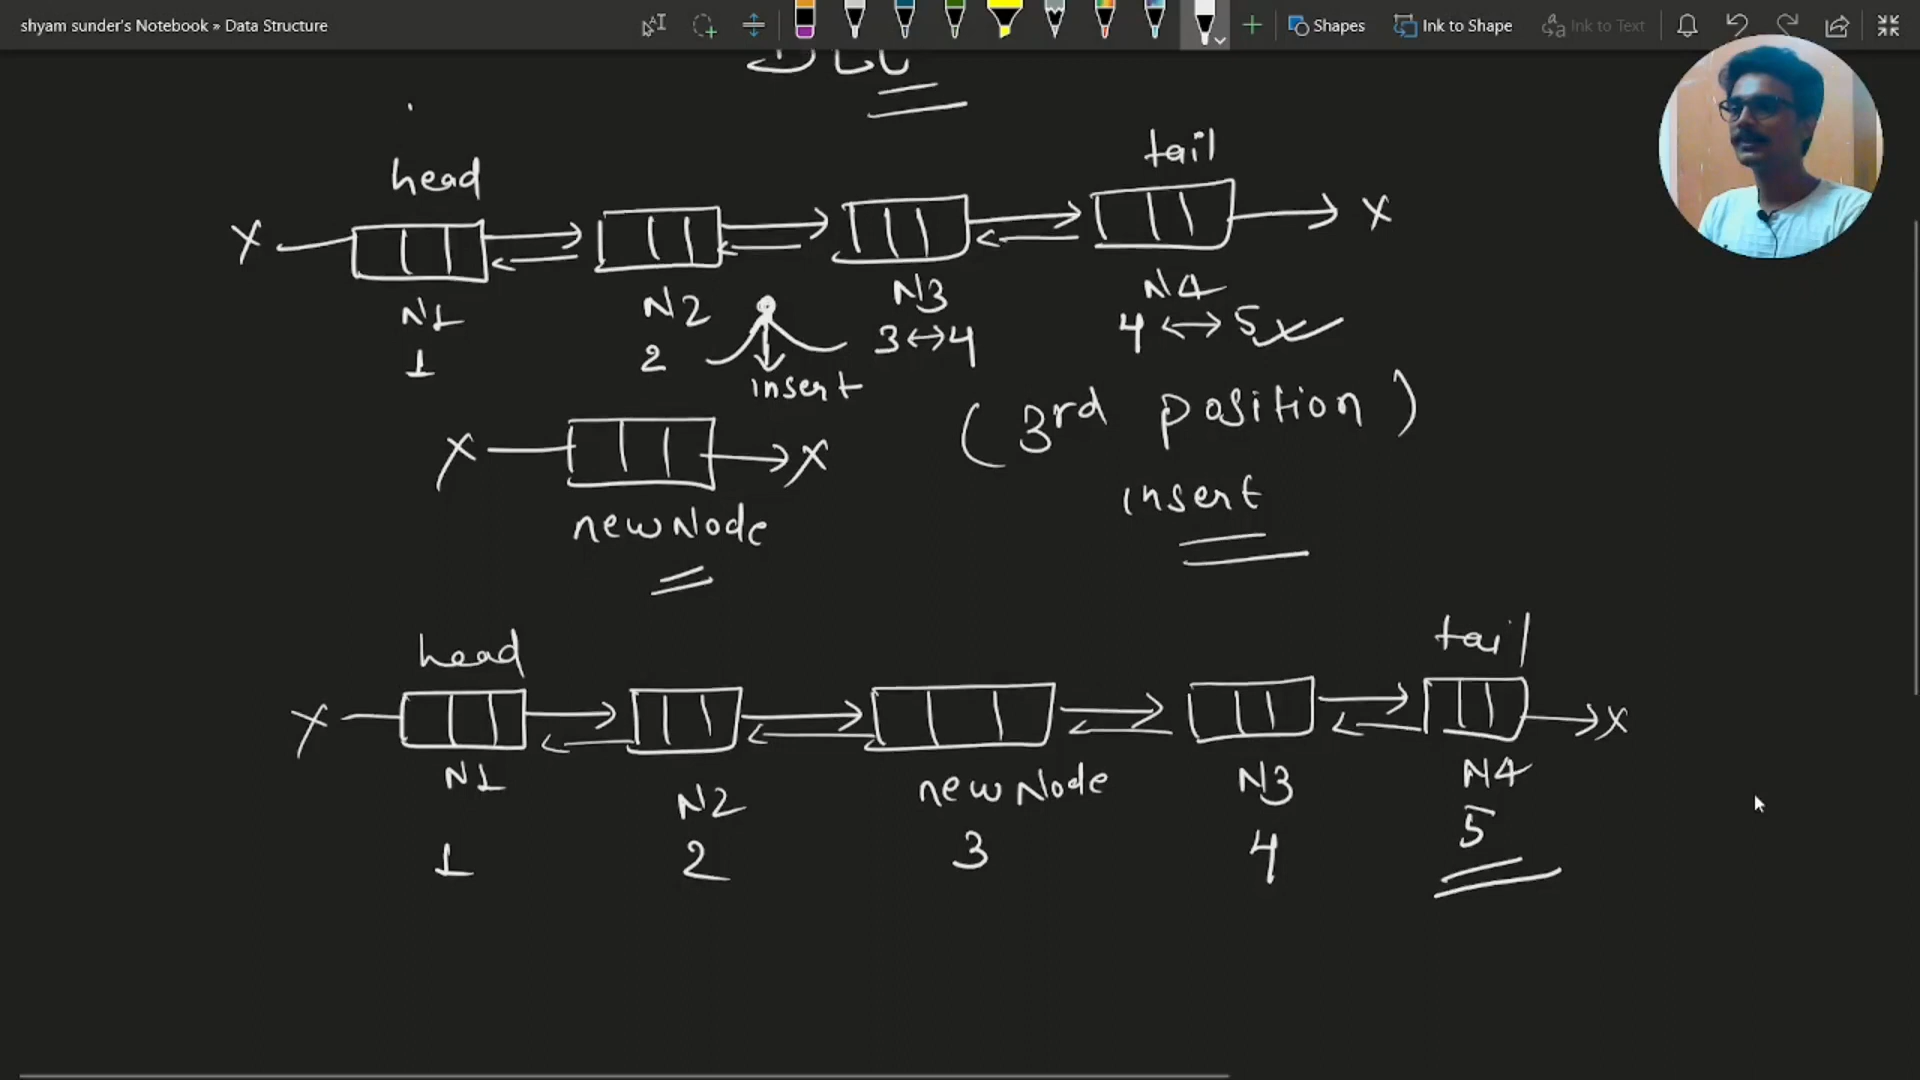 shyam sunder's Notebook » Data Structure
Shapes Ink to Shape Ink to Text
DLL
head tail
X X
N1 N2 N3 N4
1 2 3↔4 4↔5
insert
(3rd position)
X X
insert
newNode
head tail
X X
N1 N2 newNode N3 N4
1 2 3 4 5